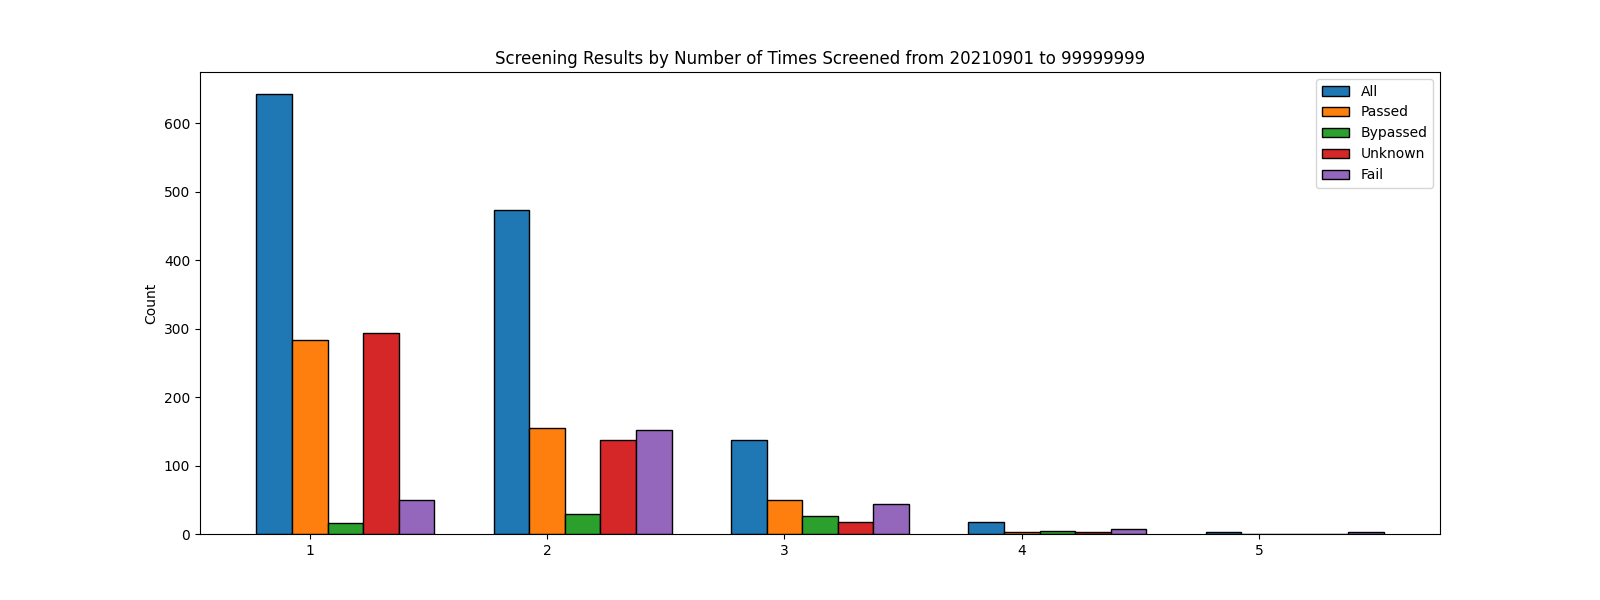 Screening Results by Number of Times Screened from 20210901 to 99999999
All
Passed
Bypassed
Unknown
Fail
600
500
400
300
200
100
0
Count
1 2 3 4 5